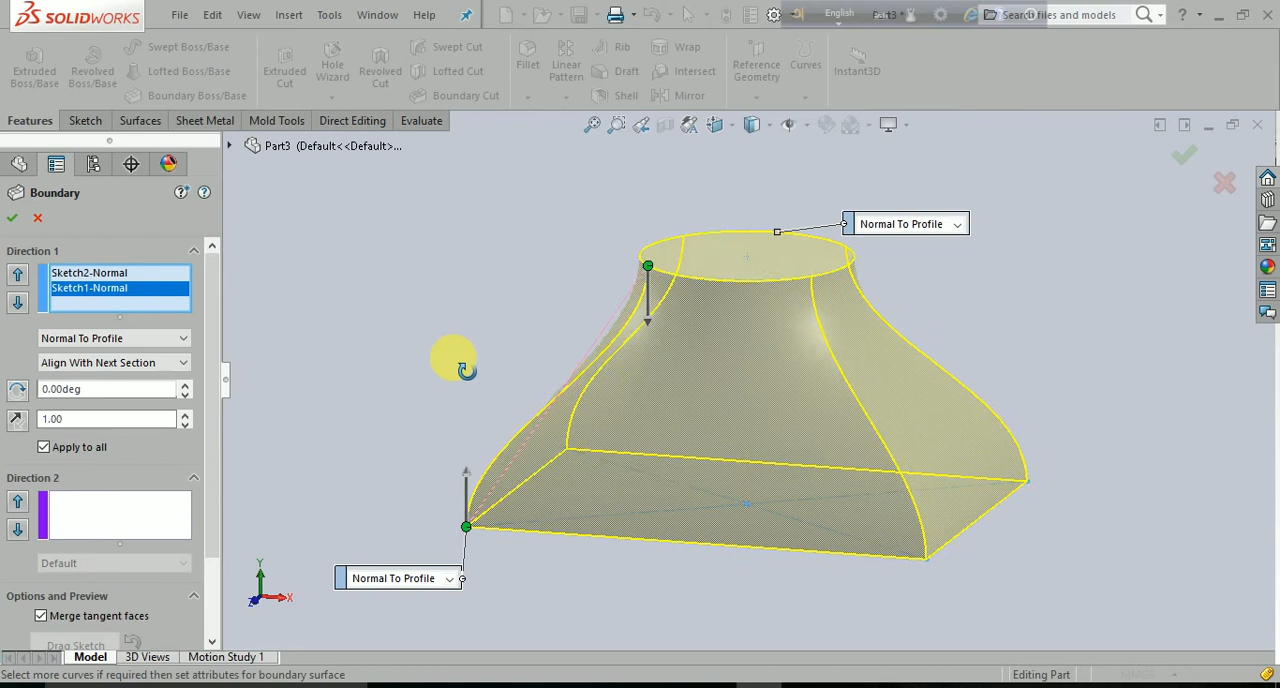 SOLIDWORKS File Edit View Insert Tools Window Help English Part3 * Search files and models ?
Extruded Boss/Base
Revolved Boss/Base
Swept Boss/Base
Lofted Boss/Base
Boundary Boss/Base
Extruded Cut
Hole Wizard
Revolved Cut
Swept Cut
Lofted Cut
Boundary Cut
Fillet
Linear Pattern
Rib
Draft
Shell
Wrap
Intersect
Mirror
Reference Geometry
Curves
Instant3D
Features Sketch Surfaces Sheet Metal Mold Tools Direct Editing Evaluate
Part3 (Default<<Default>...
Boundary
Direction 1
Sketch2-Normal
Sketch1-Normal
Normal To Profile
Align With Next Section
0.00deg
1.00
Apply to all
Direction 2
Default
Options and Preview
Merge tangent faces
Drag Sketch
Normal To Profile
Normal To Profile
Y
Z X
Model 3D Views Motion Study 1
Select more curves if required then set attributes for boundary surface Editing Part